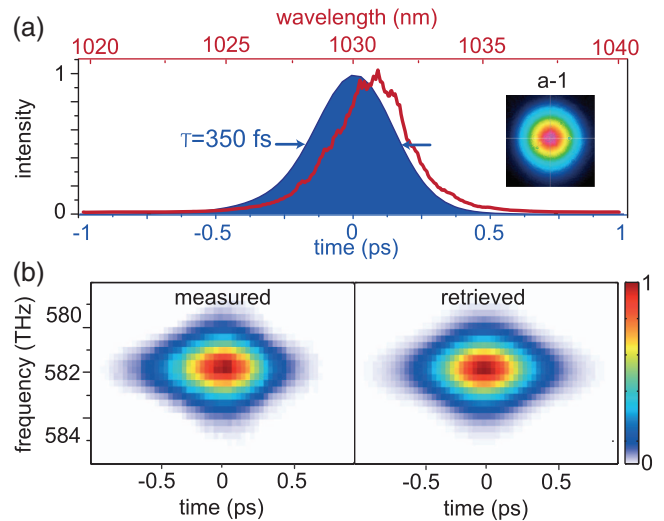 (a)
wavelength (nm)
1020 1025 1030 1035 1040
1
a-1
τ=350 fs
intensity
0
-1 -0.5 0 0.5 1
time (ps)
(b)
measured retrieved
1
580
582
584
frequency (THz)
0
-0.5 0 0.5 -0.5 0 0.5
time (ps) time (ps)